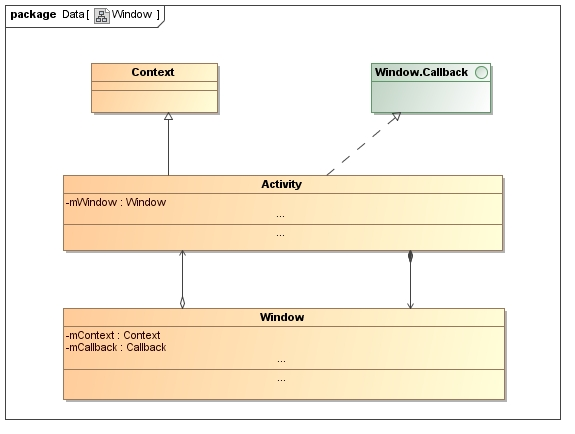 package Data [ Window ]
Context
Window.Callback
Activity
-mWindow : Window
...
...
Window
-mContext : Context
-mCallback : Callback
...
...